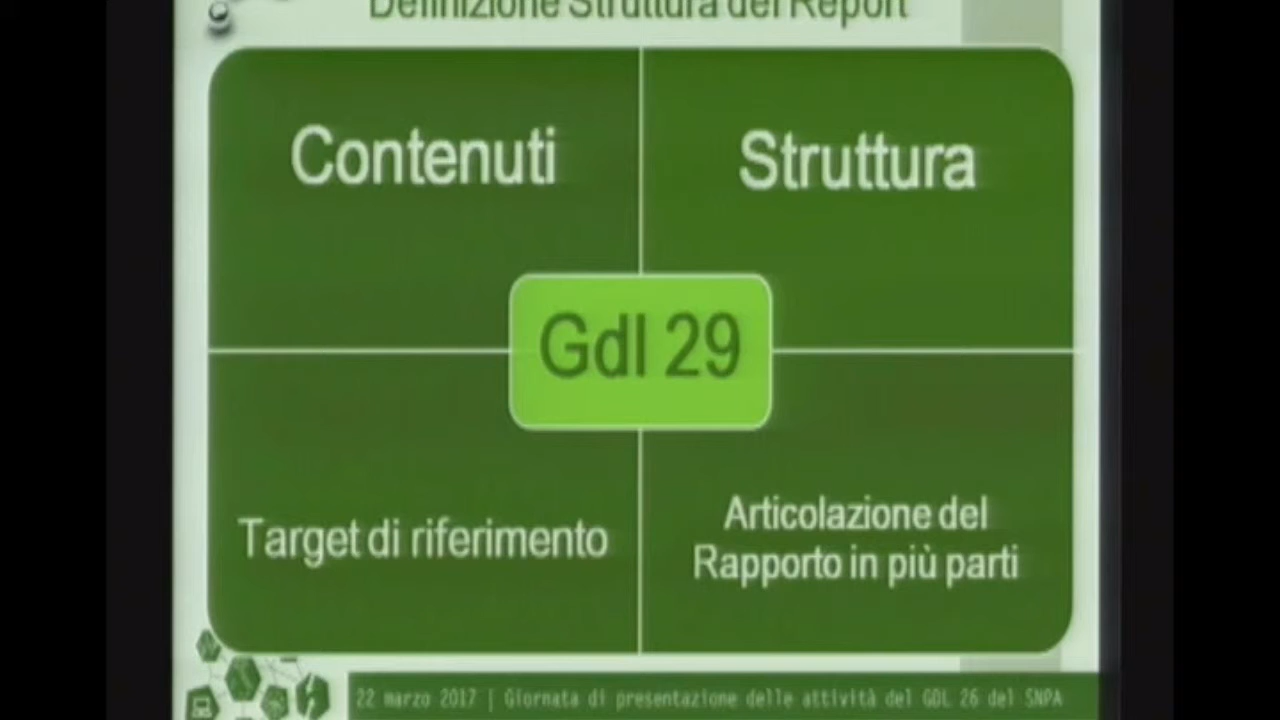 Definizione Struttura del Report
Contenuti
Struttura
Gdl 29
Target di riferimento
Articolazione del
Rapporto in più parti
22 marzo 2017 | Giornata di presentazione delle attività del GDL 26 del SNPA